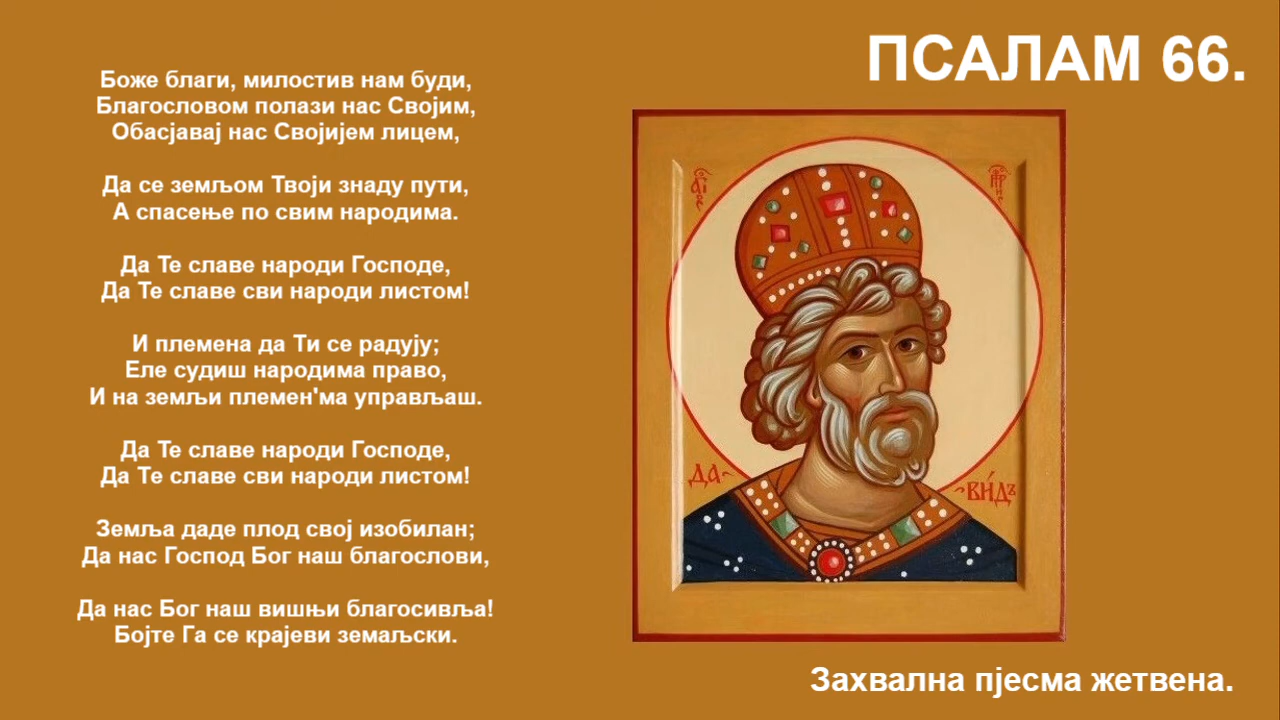 ПСАЛАМ 66.
Боже благи, милостив нам буди,
Благословом полази нас Својим,
Обасјавај нас Својијем лицем,
Да се земљом Твоји знаду пути,
А спасење по свим народима.
Да Те славе народи Господе,
Да Те славе сви народи листом!
И племена да Ти се радују;
Еле судиш народима право,
И на земљи племен'ма управљаш.
Да Те славе народи Господе,
Да Те славе сви народи листом!
Земља даде плод свој изобилан;
Да нас Господ Бог наш благослови,
Да нас Бог наш вишњи благосивља!
Бојте Га се крајеви земаљски.
ДА ВИ́ДЪ
Захвална пјесма жетвена.